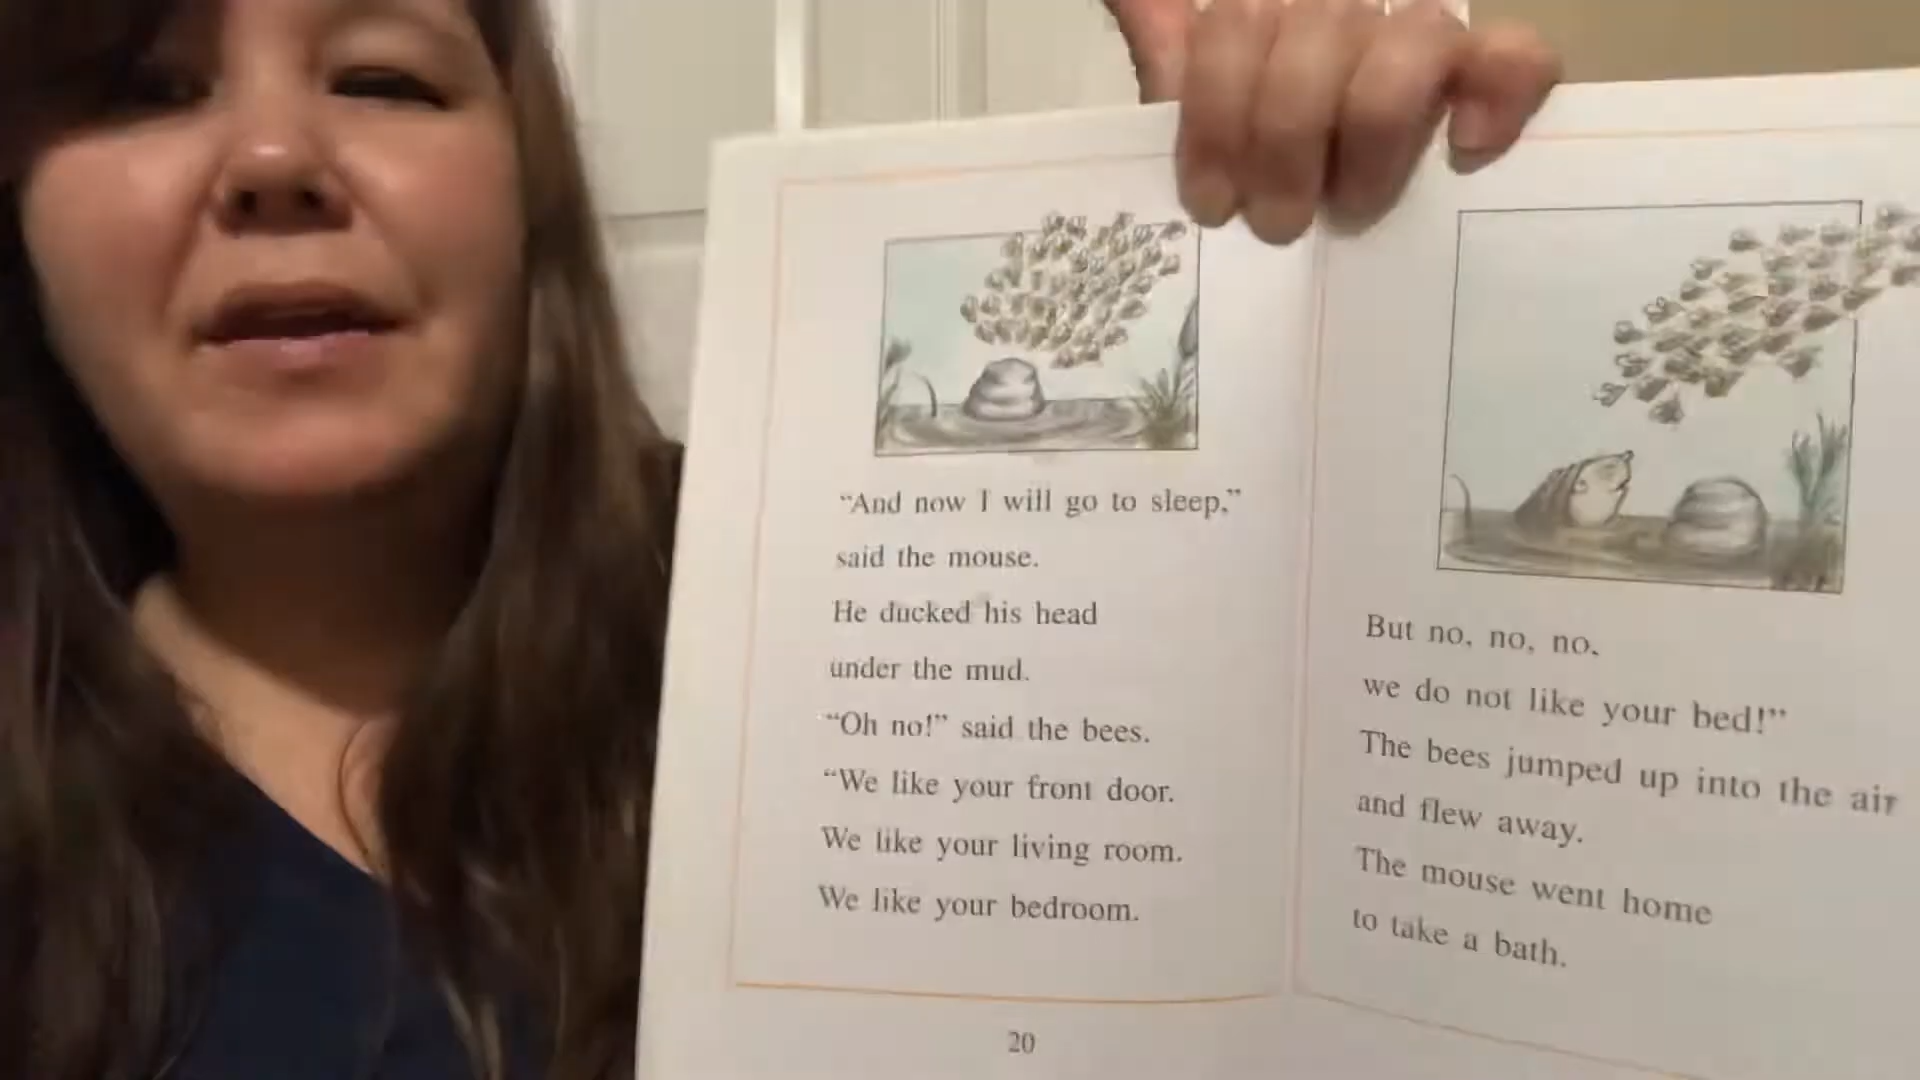 “And now I will go to sleep,”
said the mouse.
He ducked his head
under the mud.
“Oh no!” said the bees.
“We like your front door.
We like your living room.
We like your bedroom.
20
But no, no, no,
we do not like your bed!”
The bees jumped up into the air
and flew away.
The mouse went home
to take a bath.